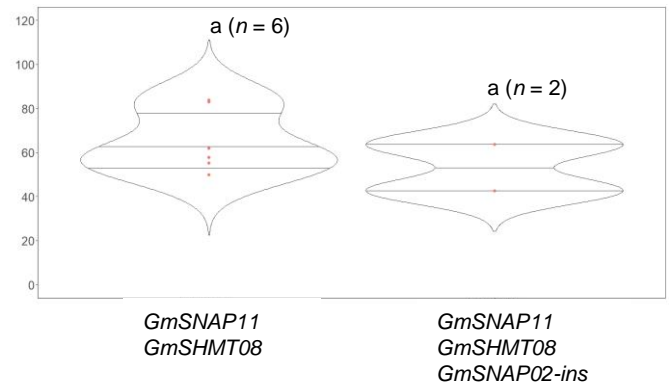 120
100
80
60
40
20
0
a (n = 6)
a (n = 2)
GmSNAP11
GmSHMT08
GmSNAP11
GmSHMT08
GmSNAP02-ins